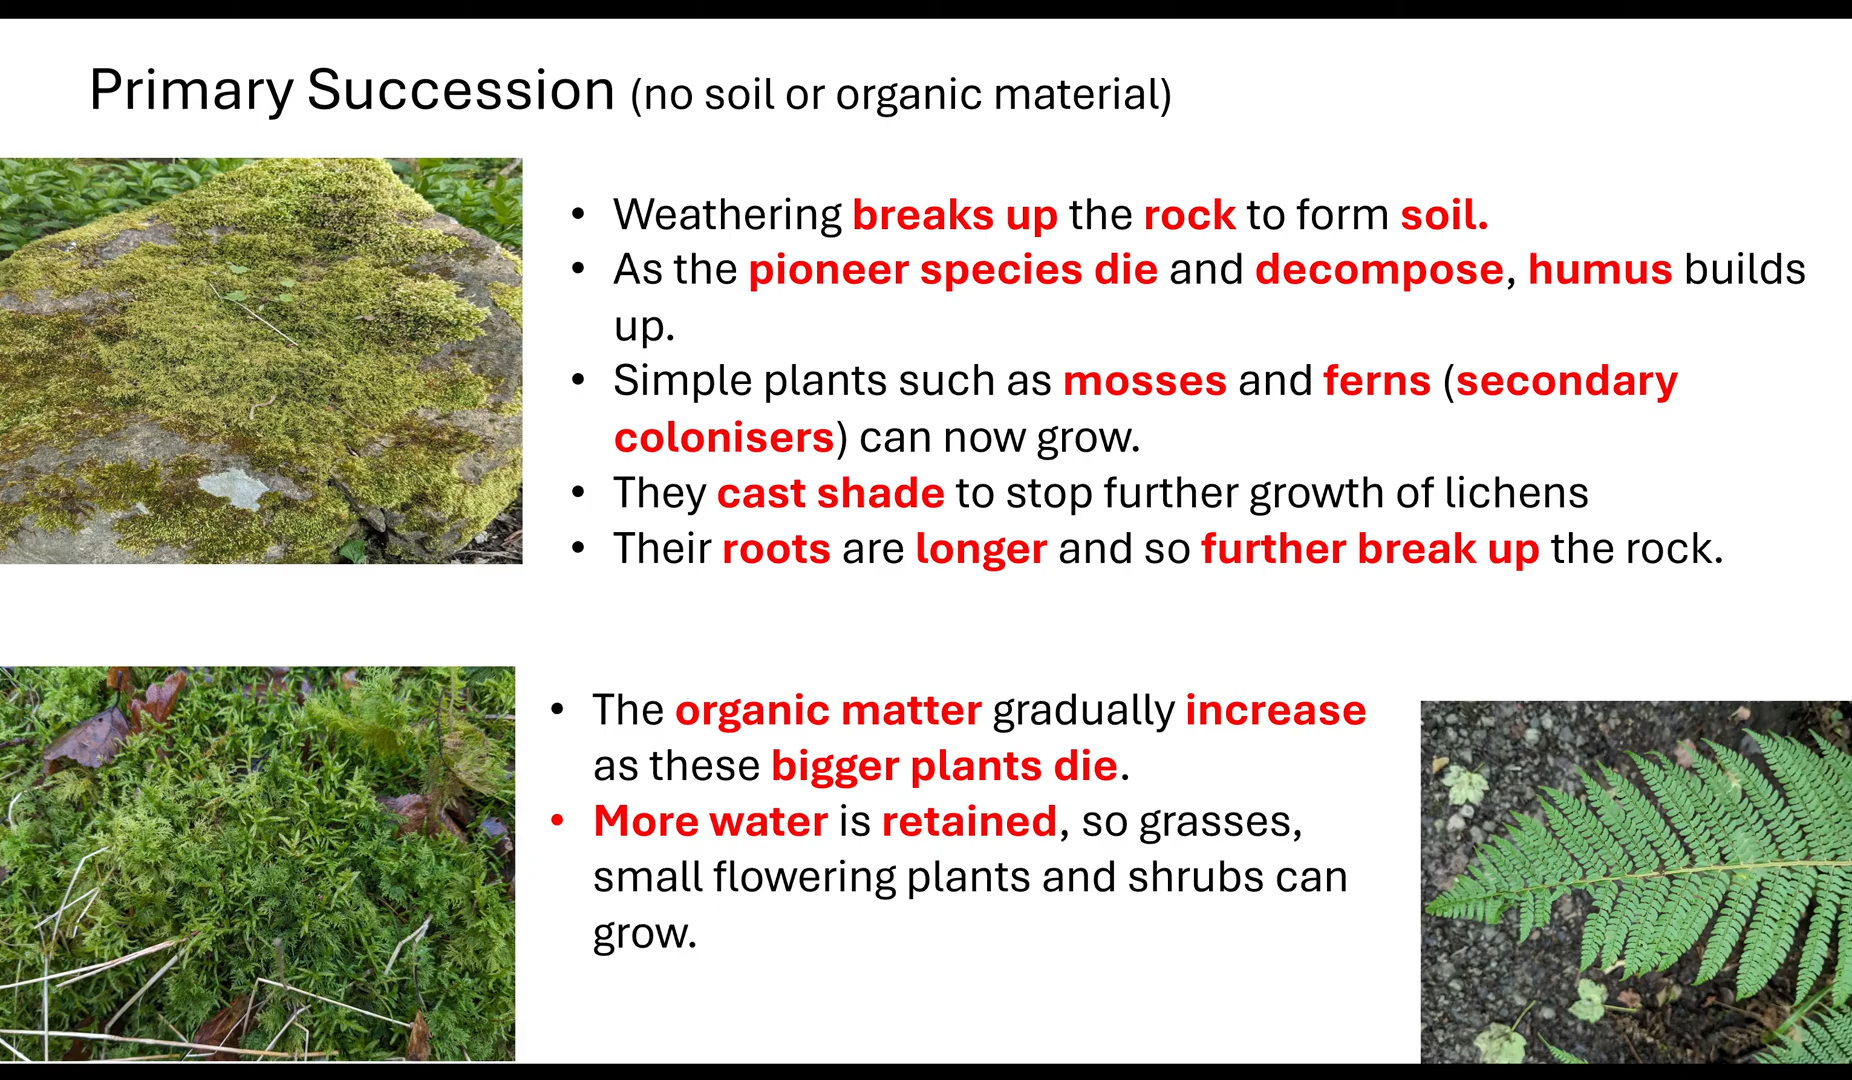 Primary Succession (no soil or organic material)
• Weathering breaks up the rock to form soil.
• As the pioneer species die and decompose, humus builds
up.
• Simple plants such as mosses and ferns (secondary
colonisers) can now grow.
• They cast shade to stop further growth of lichens
• Their roots are longer and so further break up the rock.
• The organic matter gradually increase
as these bigger plants die.
• More water is retained, so grasses,
small flowering plants and shrubs can
grow.